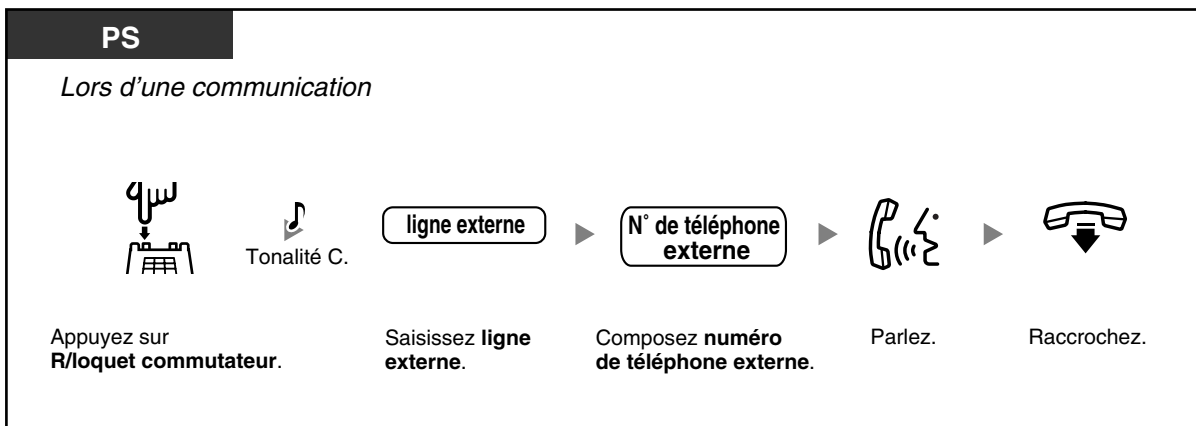 PS
Lors d’une communication
Tonalité C.
ligne externe
N° de téléphone
externe
Appuyez sur
R/loquet commutateur.
Saisissez ligne
externe.
Composez numéro
de téléphone externe.
Parlez.
Raccrochez.